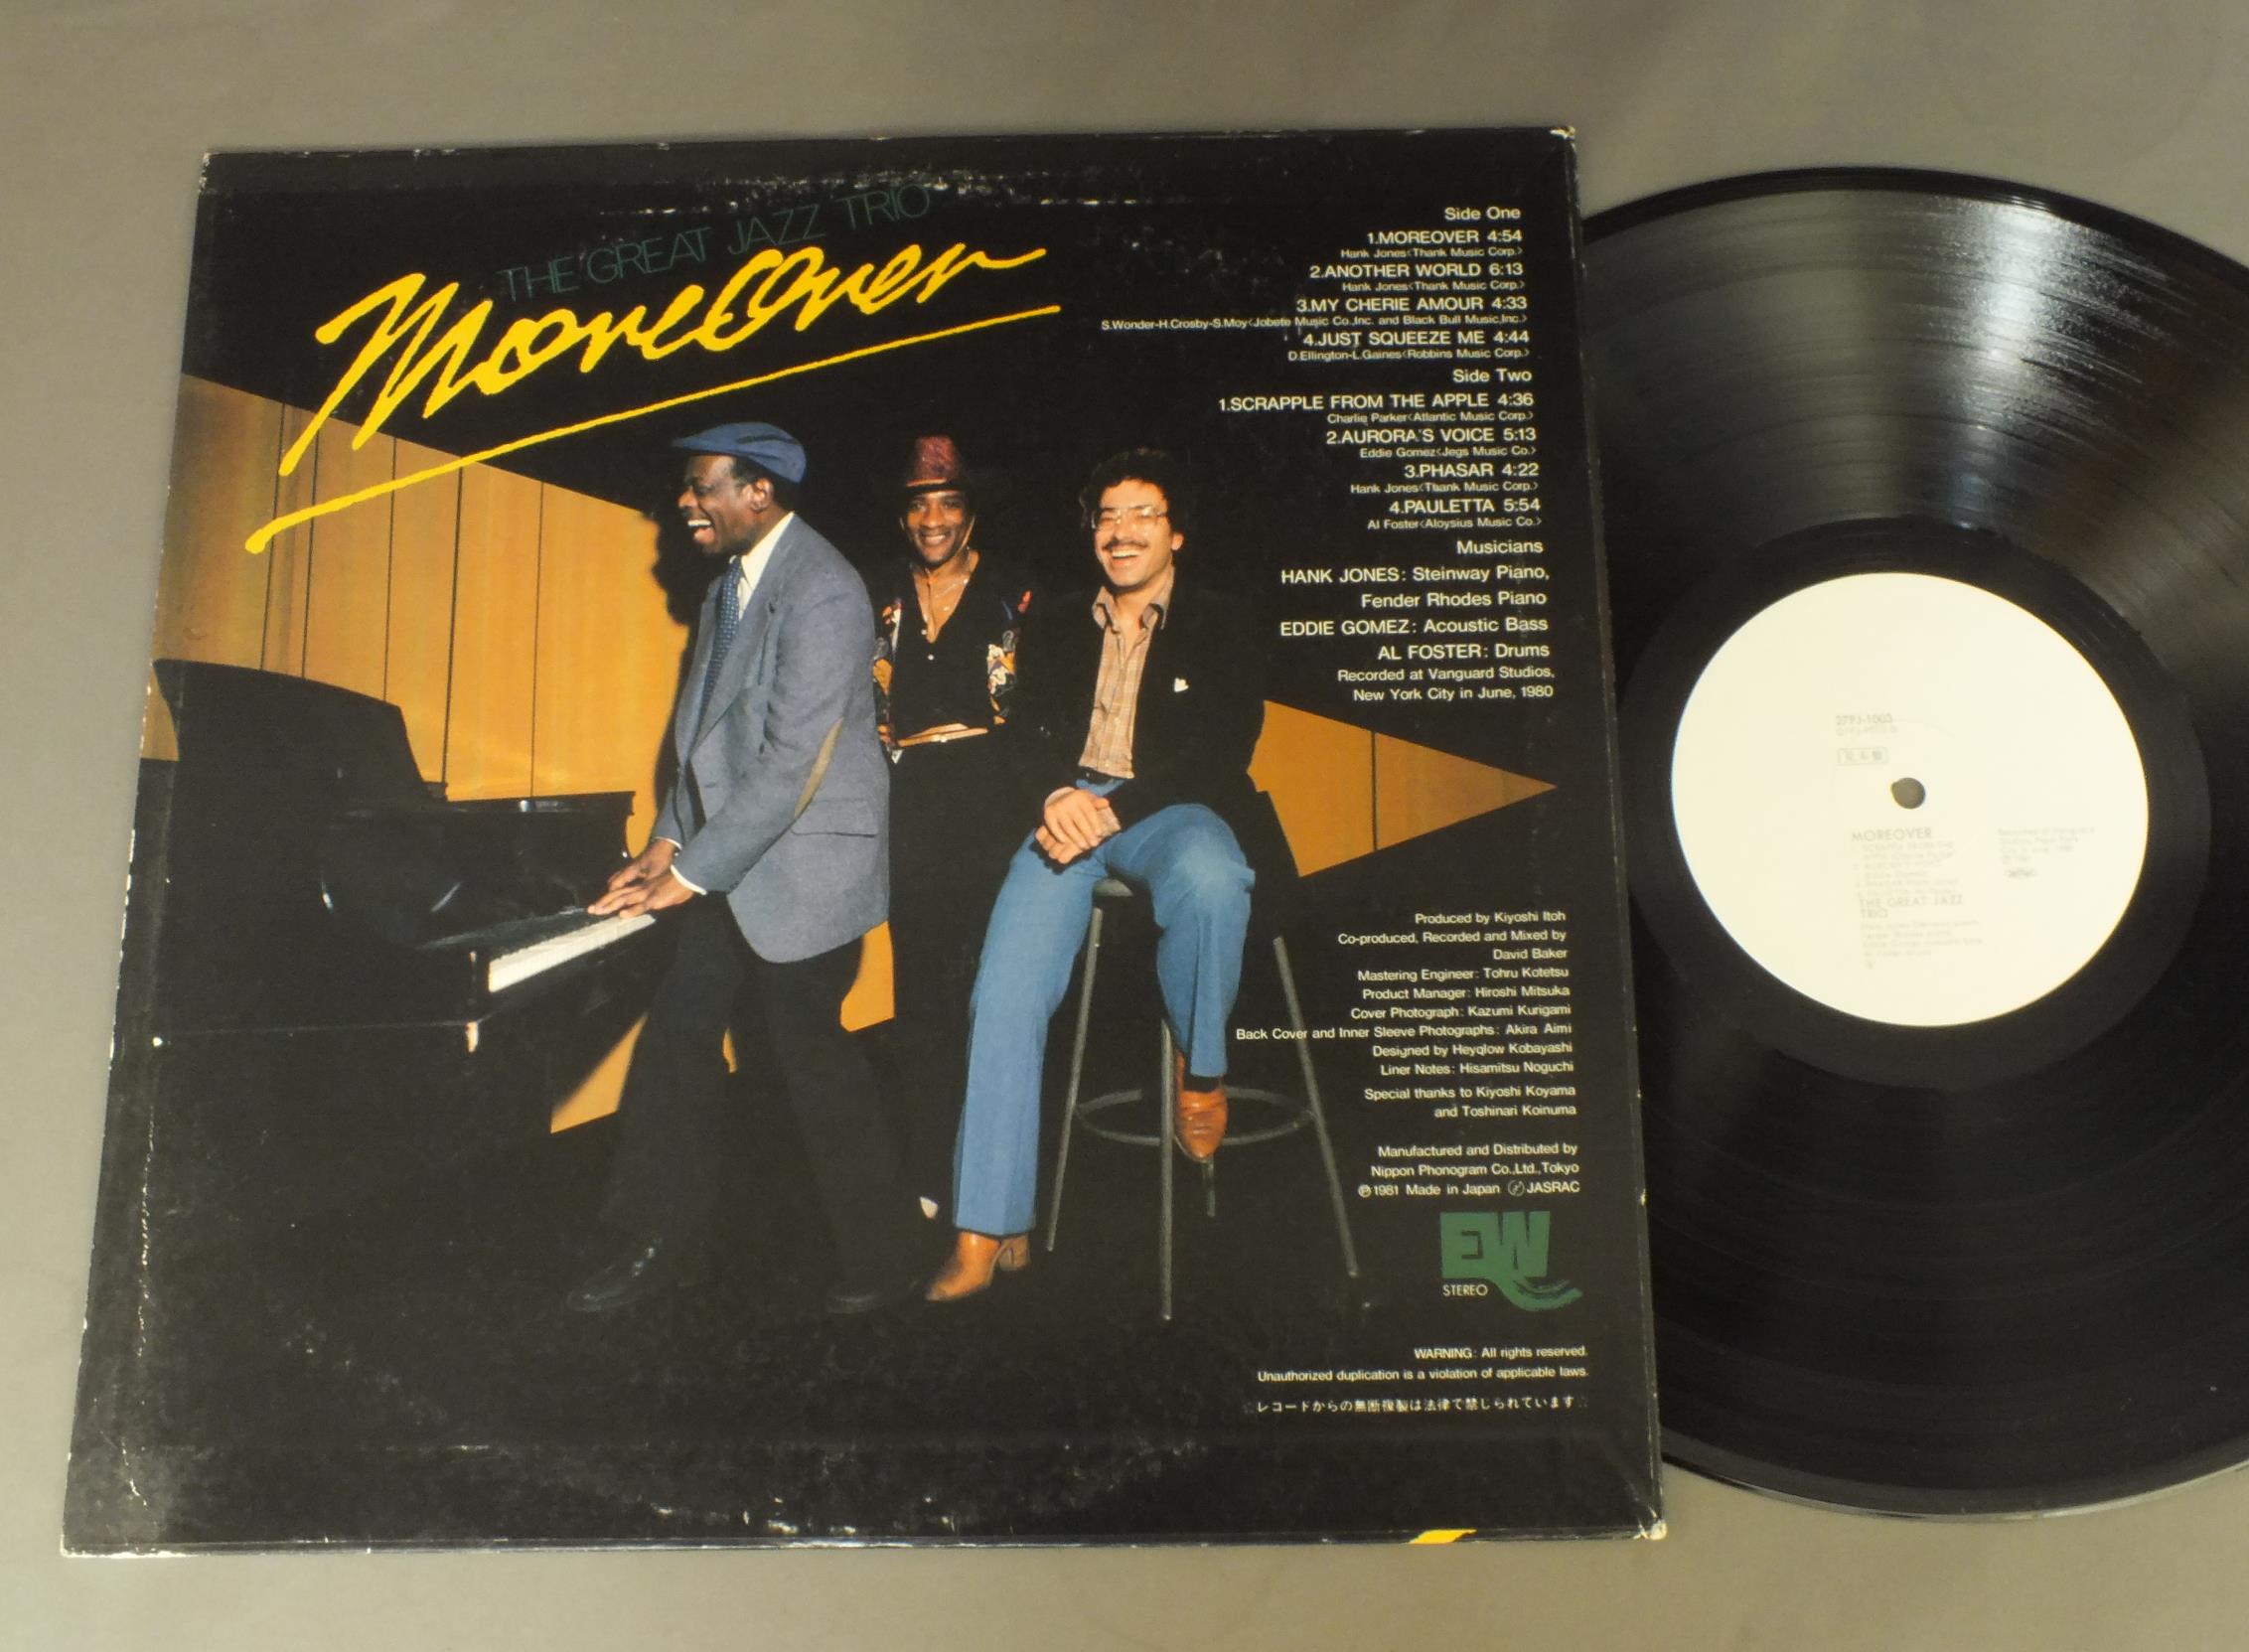 THE GREAT JAZZ TRIO
MoreOver
Side One
1.MOREOVER 4:54
Hank Jones<Thank Music Corp.>
2.ANOTHER WORLD 6:13
Hank Jones<Thank Music Corp.>
3.MY CHERIE AMOUR 4:33
S.Wonder-H.Crosby-S.Moy<Jobete Music Co.,Inc. and Black Bull Music,Inc.>
4.JUST SQUEEZE ME 4:44
D.Ellington-L.Gaines<Robbins Music Corp.>
Side Two
1.SCRAPPLE FROM THE APPLE 4:36
Charlie Parker<Atlantic Music Corp.>
2.AURORA'S VOICE 5:13
Eddie Gomez<Jegs Music Co.>
3.PHASAR 4:22
Hank Jones<Thank Music Corp.>
4.PAULETTA 5:54
Al Foster<Aloysius Music Co.>
Musicians
HANK JONES: Steinway Piano,
Fender Rhodes Piano
EDDIE GOMEZ: Acoustic Bass
AL FOSTER: Drums
Recorded at Vanguard Studios,
New York City in June, 1980
Produced by Kiyoshi Itoh
Co-produced, Recorded and Mixed by
David Baker
Mastering Engineer: Tohru Kotetsu
Product Manager: Hiroshi Mitsuka
Cover Photograph: Kazumi Kurigami
Back Cover and Inner Sleeve Photographs: Akira Aimi
Designed by Heyqlow Kobayashi
Liner Notes: Hisamitsu Noguchi
Special thanks to Kiyoshi Koyama
and Toshinari Koinuma
Manufactured and Distributed by
Nippon Phonogram Co.,Ltd.,Tokyo
℗1981 Made in Japan JASRAC
EW
STEREO
WARNING: All rights reserved.
Unauthorized duplication is a violation of applicable laws.
レコードからの無断複製は法律で禁じられています
27PJ-1003
見本盤
MOREOVER
THE GREAT JAZZ
TRIO